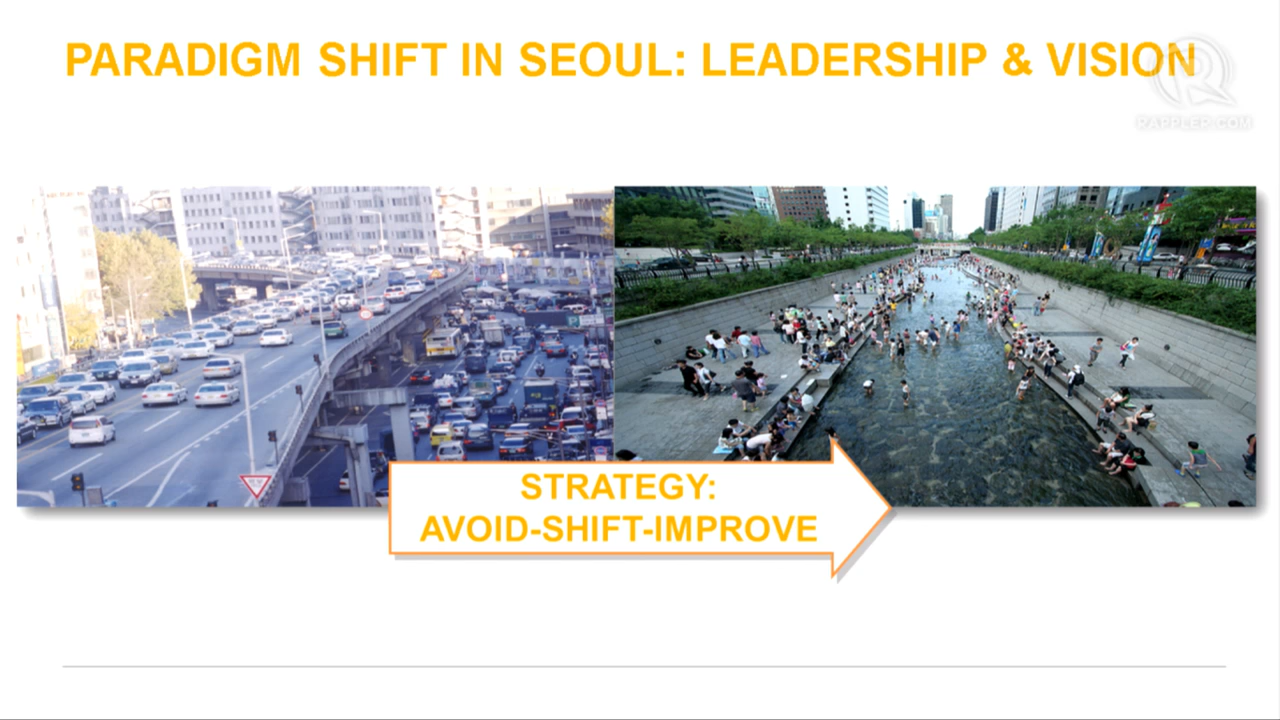 PARADIGM SHIFT IN SEOUL: LEADERSHIP & VISION
RAPPLER.COM
STRATEGY:
AVOID-SHIFT-IMPROVE